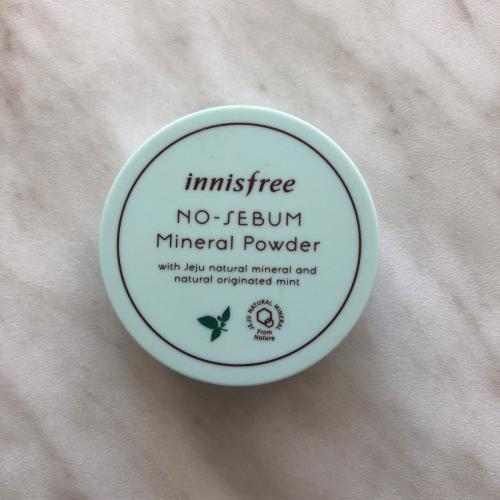 innisfree
NO-SEBUM
Mineral Powder
with Jeju natural mineral and
natural originated mint
JEJU NATURAL MINERAL
From
Nature